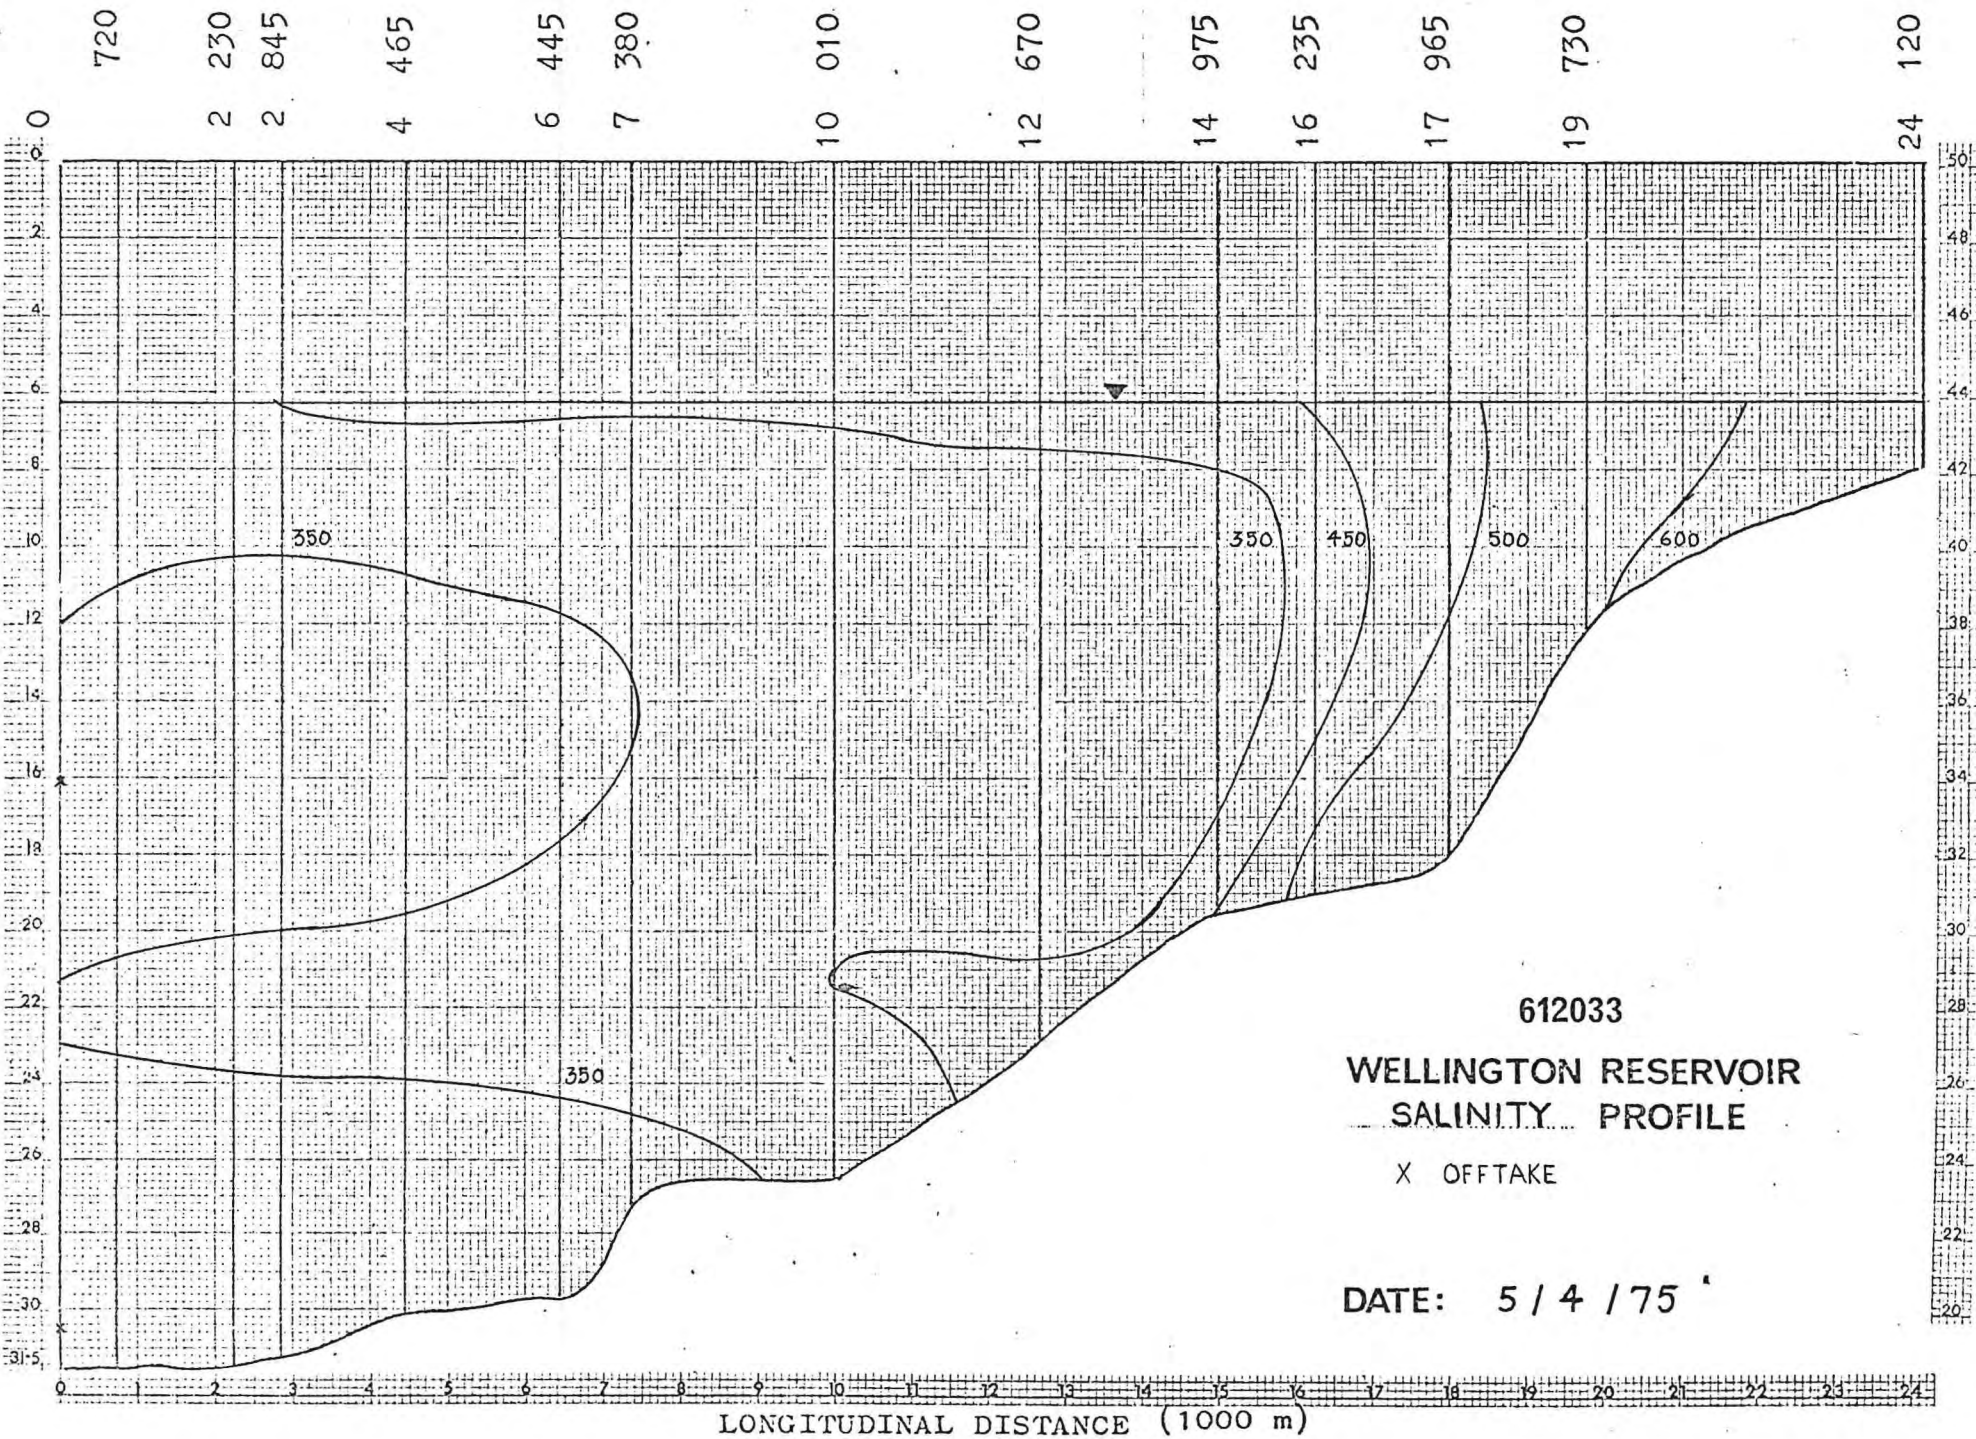 0 720 2 230 2 845 4 465 6 445 7 380 10 010 12 670 14 975 16 235 17 965 19 730 24 120
0 50
2 48
4 46
6 44
8 42
10 350 350 450 500 600 40
12 38
14 36
16 34
x
18 32
20 30
22 28
24 350 26
26 24
28 22
30 20
x
31·5
612033
WELLINGTON RESERVOIR
SALINITY PROFILE
X OFFTAKE
DATE: 5 / 4 / 75
0 1 2 3 4 5 6 7 8 9 10 11 12 13 14 15 16 17 18 19 20 21 22 23 24
LONGITUDINAL DISTANCE (1000 m)